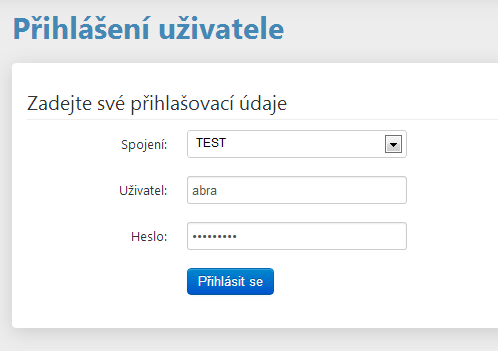 Přihlášení uživatele
Zadejte své přihlašovací údaje
Spojení: TEST
Uživatel: abra
Heslo: •••••••••
Přihlásit se